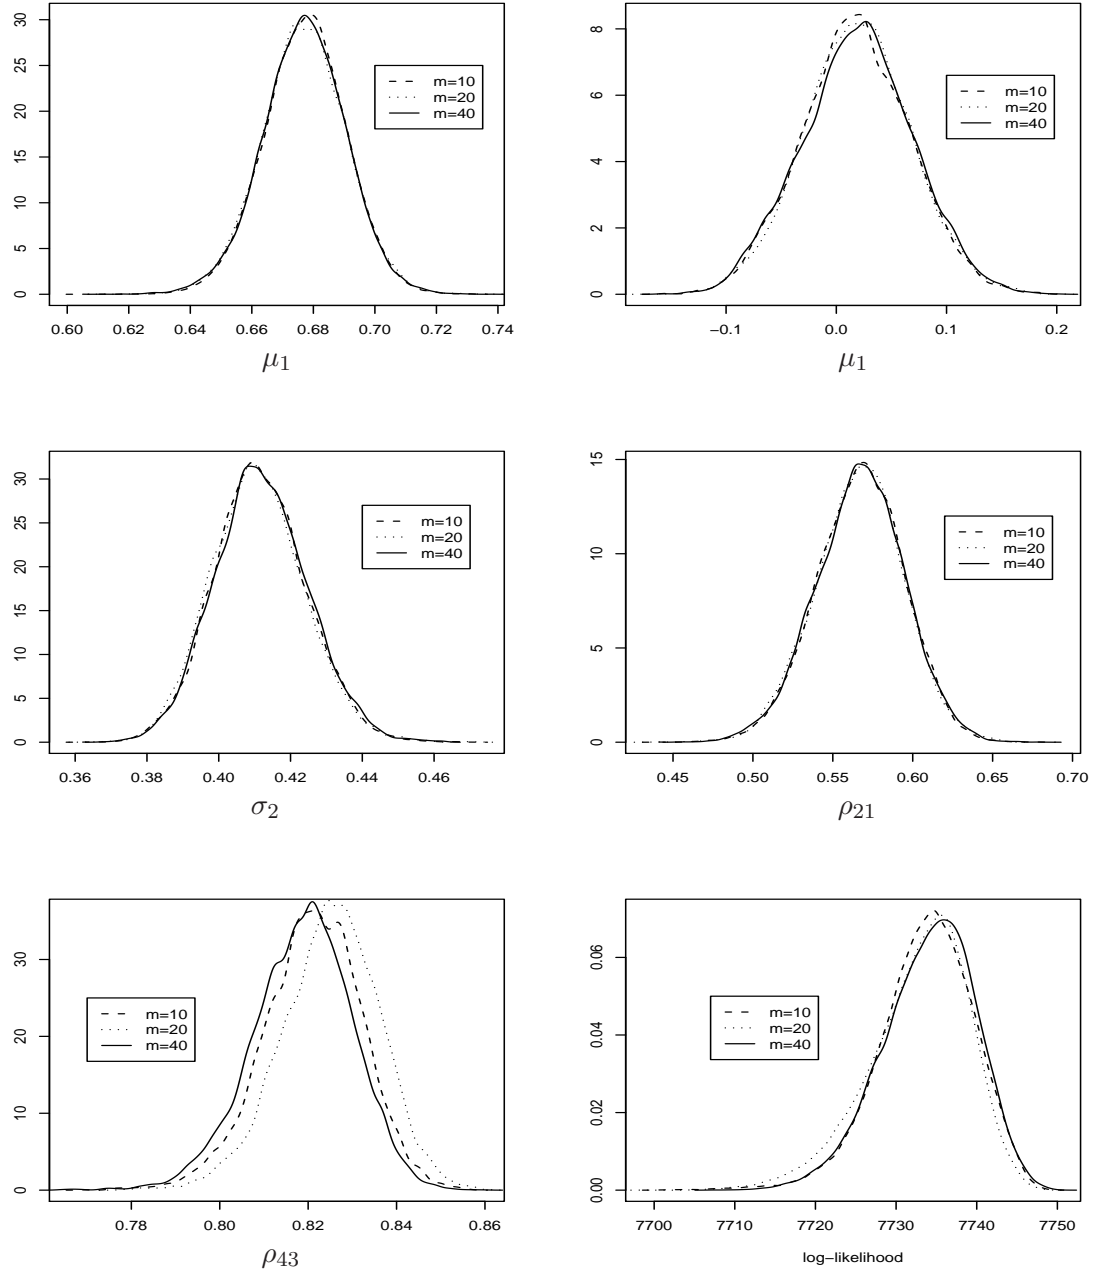 30
25
20
15
10
5
0
m=10
m=20
m=40
0.60 0.62 0.64 0.66 0.68 0.70 0.72 0.74
μ1
8
6
4
2
0
m=10
m=20
m=40
−0.1 0.0 0.1 0.2
μ1
30
25
20
15
10
5
0
m=10
m=20
m=40
0.36 0.38 0.40 0.42 0.44 0.46
σ2
15
10
5
0
m=10
m=20
m=40
0.45 0.50 0.55 0.60 0.65 0.70
ρ21
30
20
10
0
m=10
m=20
m=40
0.78 0.80 0.82 0.84 0.86
ρ43
0.06
0.04
0.02
0.00
m=10
m=20
m=40
7700 7710 7720 7730 7740 7750
log−likelihood